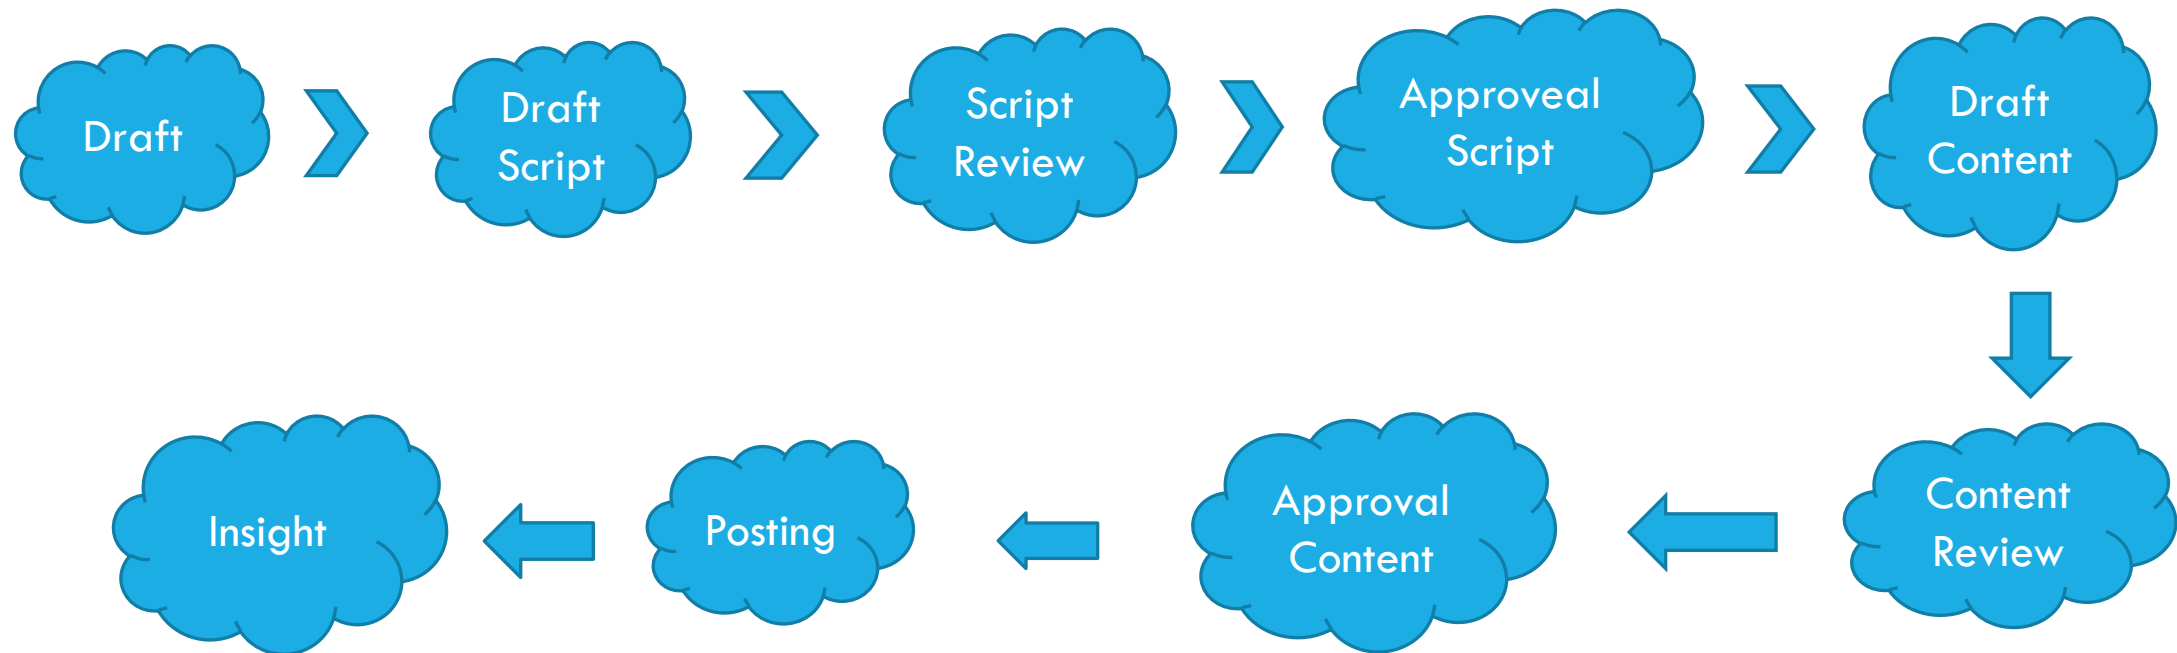 Draft
Draft
Script
Script
Review
Approveal
Script
Draft
Content
Content
Review
Approval
Content
Posting
Insight